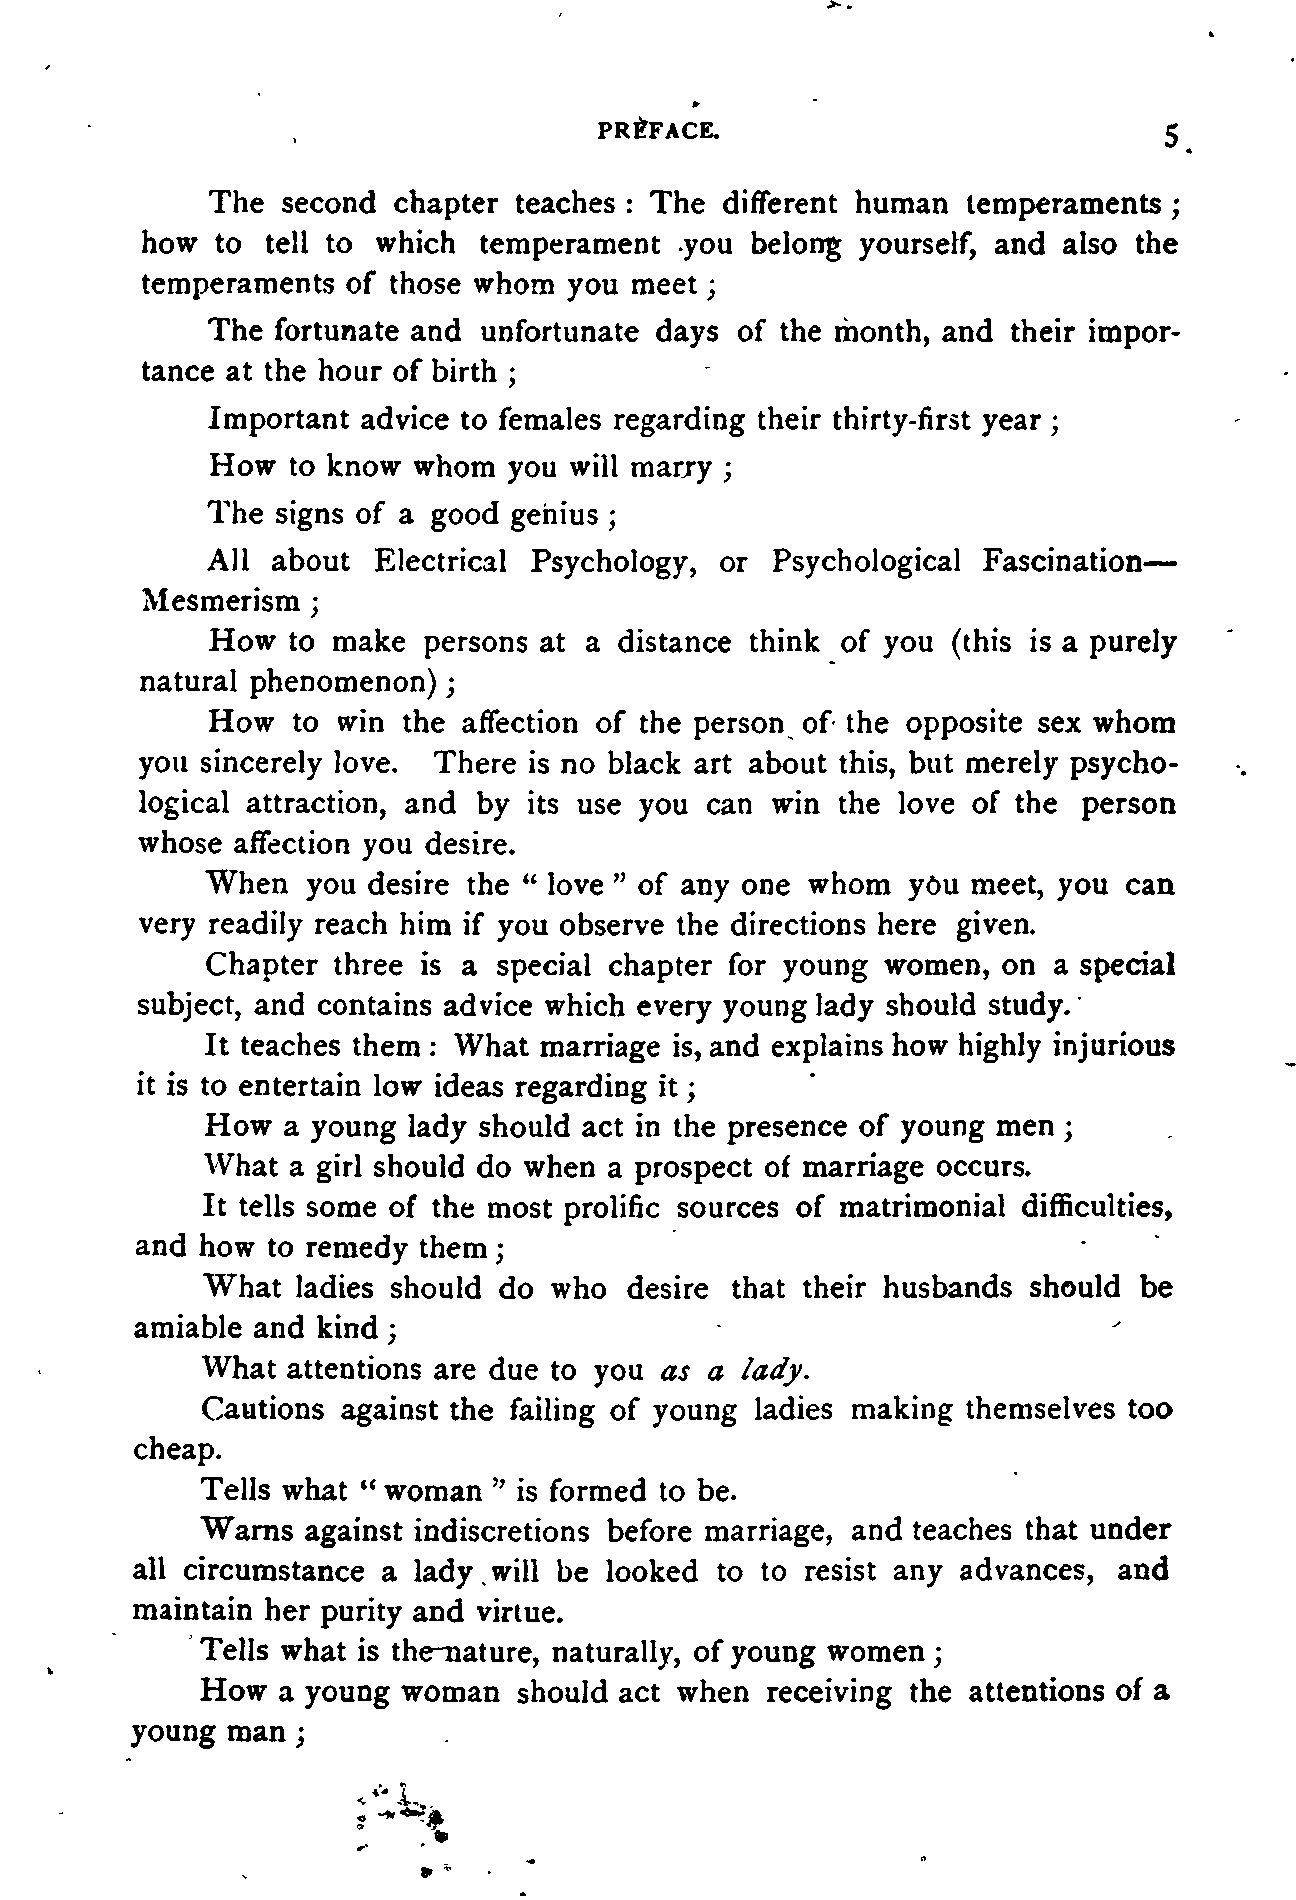 PREFACE. 5
The second chapter teaches : The different human temperaments ;
how to tell to which temperament you belong yourself, and also the
temperaments of those whom you meet ;
The fortunate and unfortunate days of the month, and their impor-
tance at the hour of birth ;
Important advice to females regarding their thirty-first year ;
How to know whom you will marry ;
The signs of a good genius ;
All about Electrical Psychology, or Psychological Fascination—
Mesmerism ;
How to make persons at a distance think of you (this is a purely
natural phenomenon) ;
How to win the affection of the person of the opposite sex whom
you sincerely love. There is no black art about this, but merely psycho-
logical attraction, and by its use you can win the love of the person
whose affection you desire.
When you desire the “ love ” of any one whom you meet, you can
very readily reach him if you observe the directions here given.
Chapter three is a special chapter for young women, on a special
subject, and contains advice which every young lady should study.
It teaches them : What marriage is, and explains how highly injurious
it is to entertain low ideas regarding it ;
How a young lady should act in the presence of young men ;
What a girl should do when a prospect of marriage occurs.
It tells some of the most prolific sources of matrimonial difficulties,
and how to remedy them ;
What ladies should do who desire that their husbands should be
amiable and kind ;
What attentions are due to you as a lady.
Cautions against the failing of young ladies making themselves too
cheap.
Tells what “ woman ” is formed to be.
Warns against indiscretions before marriage, and teaches that under
all circumstance a lady will be looked to to resist any advances, and
maintain her purity and virtue.
Tells what is the nature, naturally, of young women ;
How a young woman should act when receiving the attentions of a
young man ;